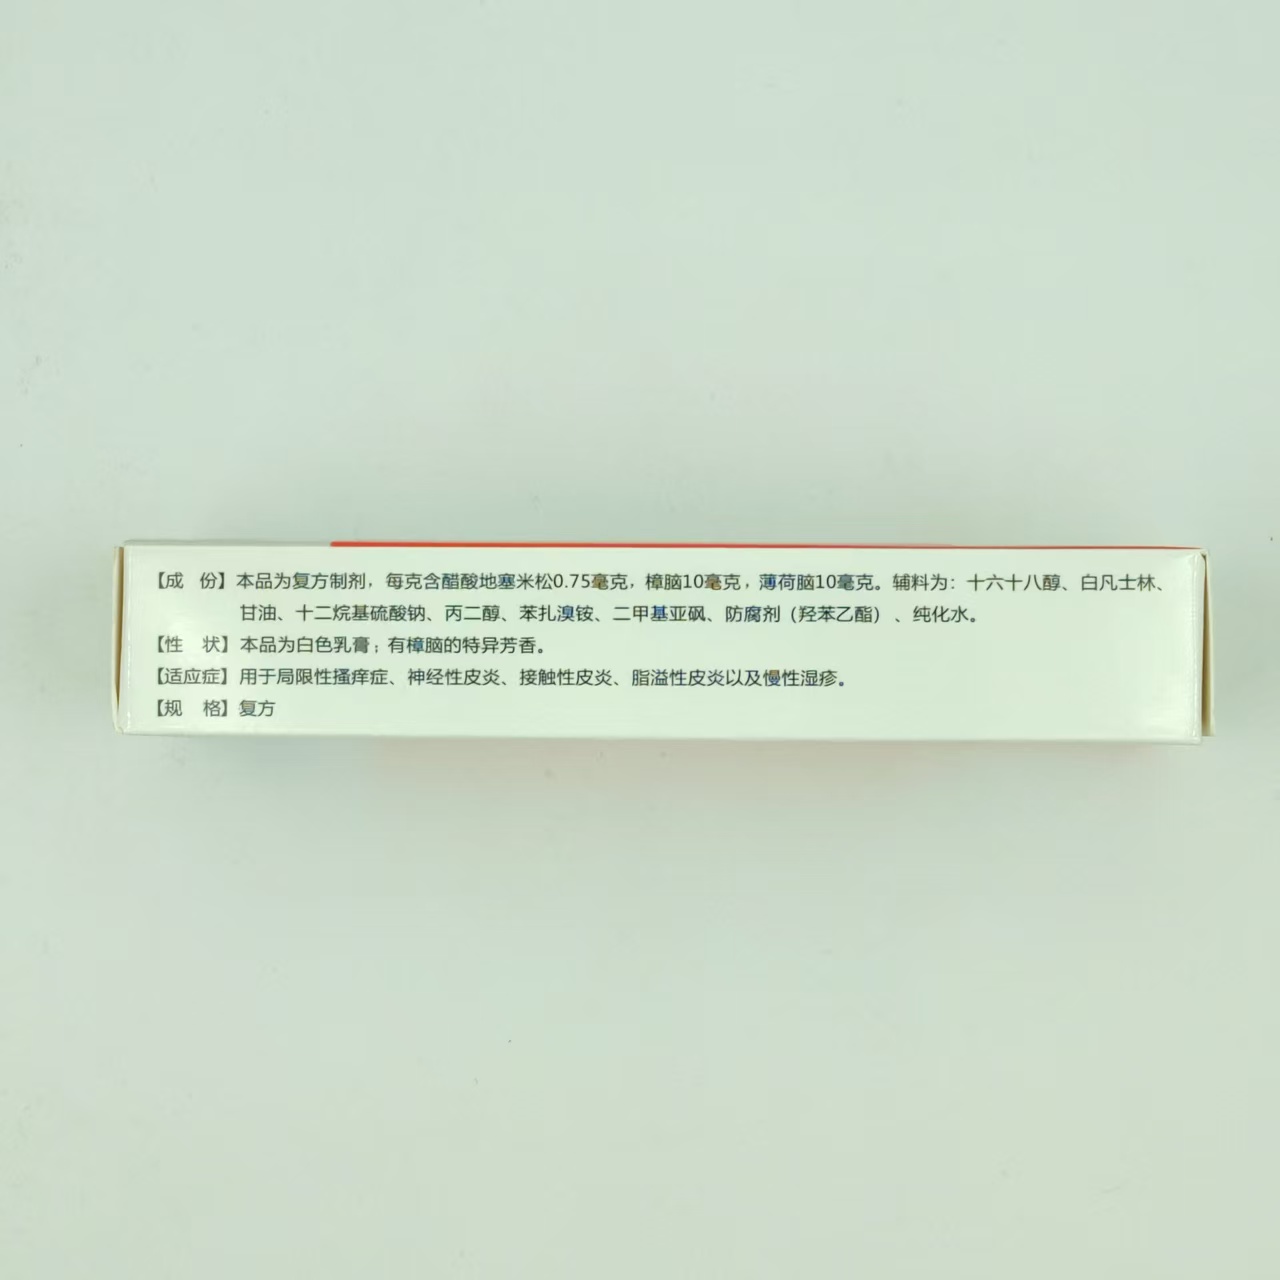 【成　份】本品为复方制剂，每克含醋酸地塞米松0.75毫克，樟脑10毫克，薄荷脑10毫克。辅料为：十六十八醇、白凡士林、
甘油、十二烷基硫酸钠、丙二醇、苯扎溴铵、二甲基亚砜、防腐剂（羟苯乙酯）、纯化水。
【性　状】本品为白色乳膏；有樟脑的特异芳香。
【适应症】用于局限性搔痒症、神经性皮炎、接触性皮炎、脂溢性皮炎以及慢性湿疹。
【规　格】复方